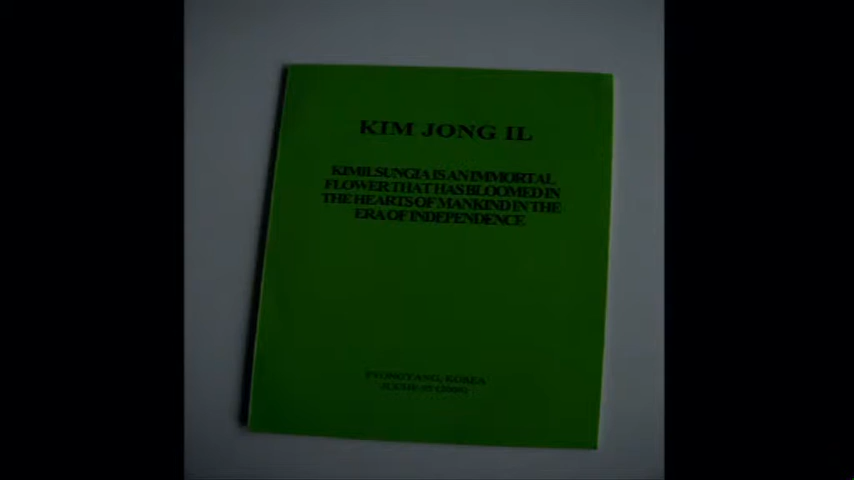 KIM JONG IL
KIMILSUNGIA IS AN IMMORTAL
FLOWER THAT HAS BLOOMED IN
THE HEARTS OF MANKIND IN THE
ERA OF INDEPENDENCE
PYONGYANG, KOREA
JUCHE